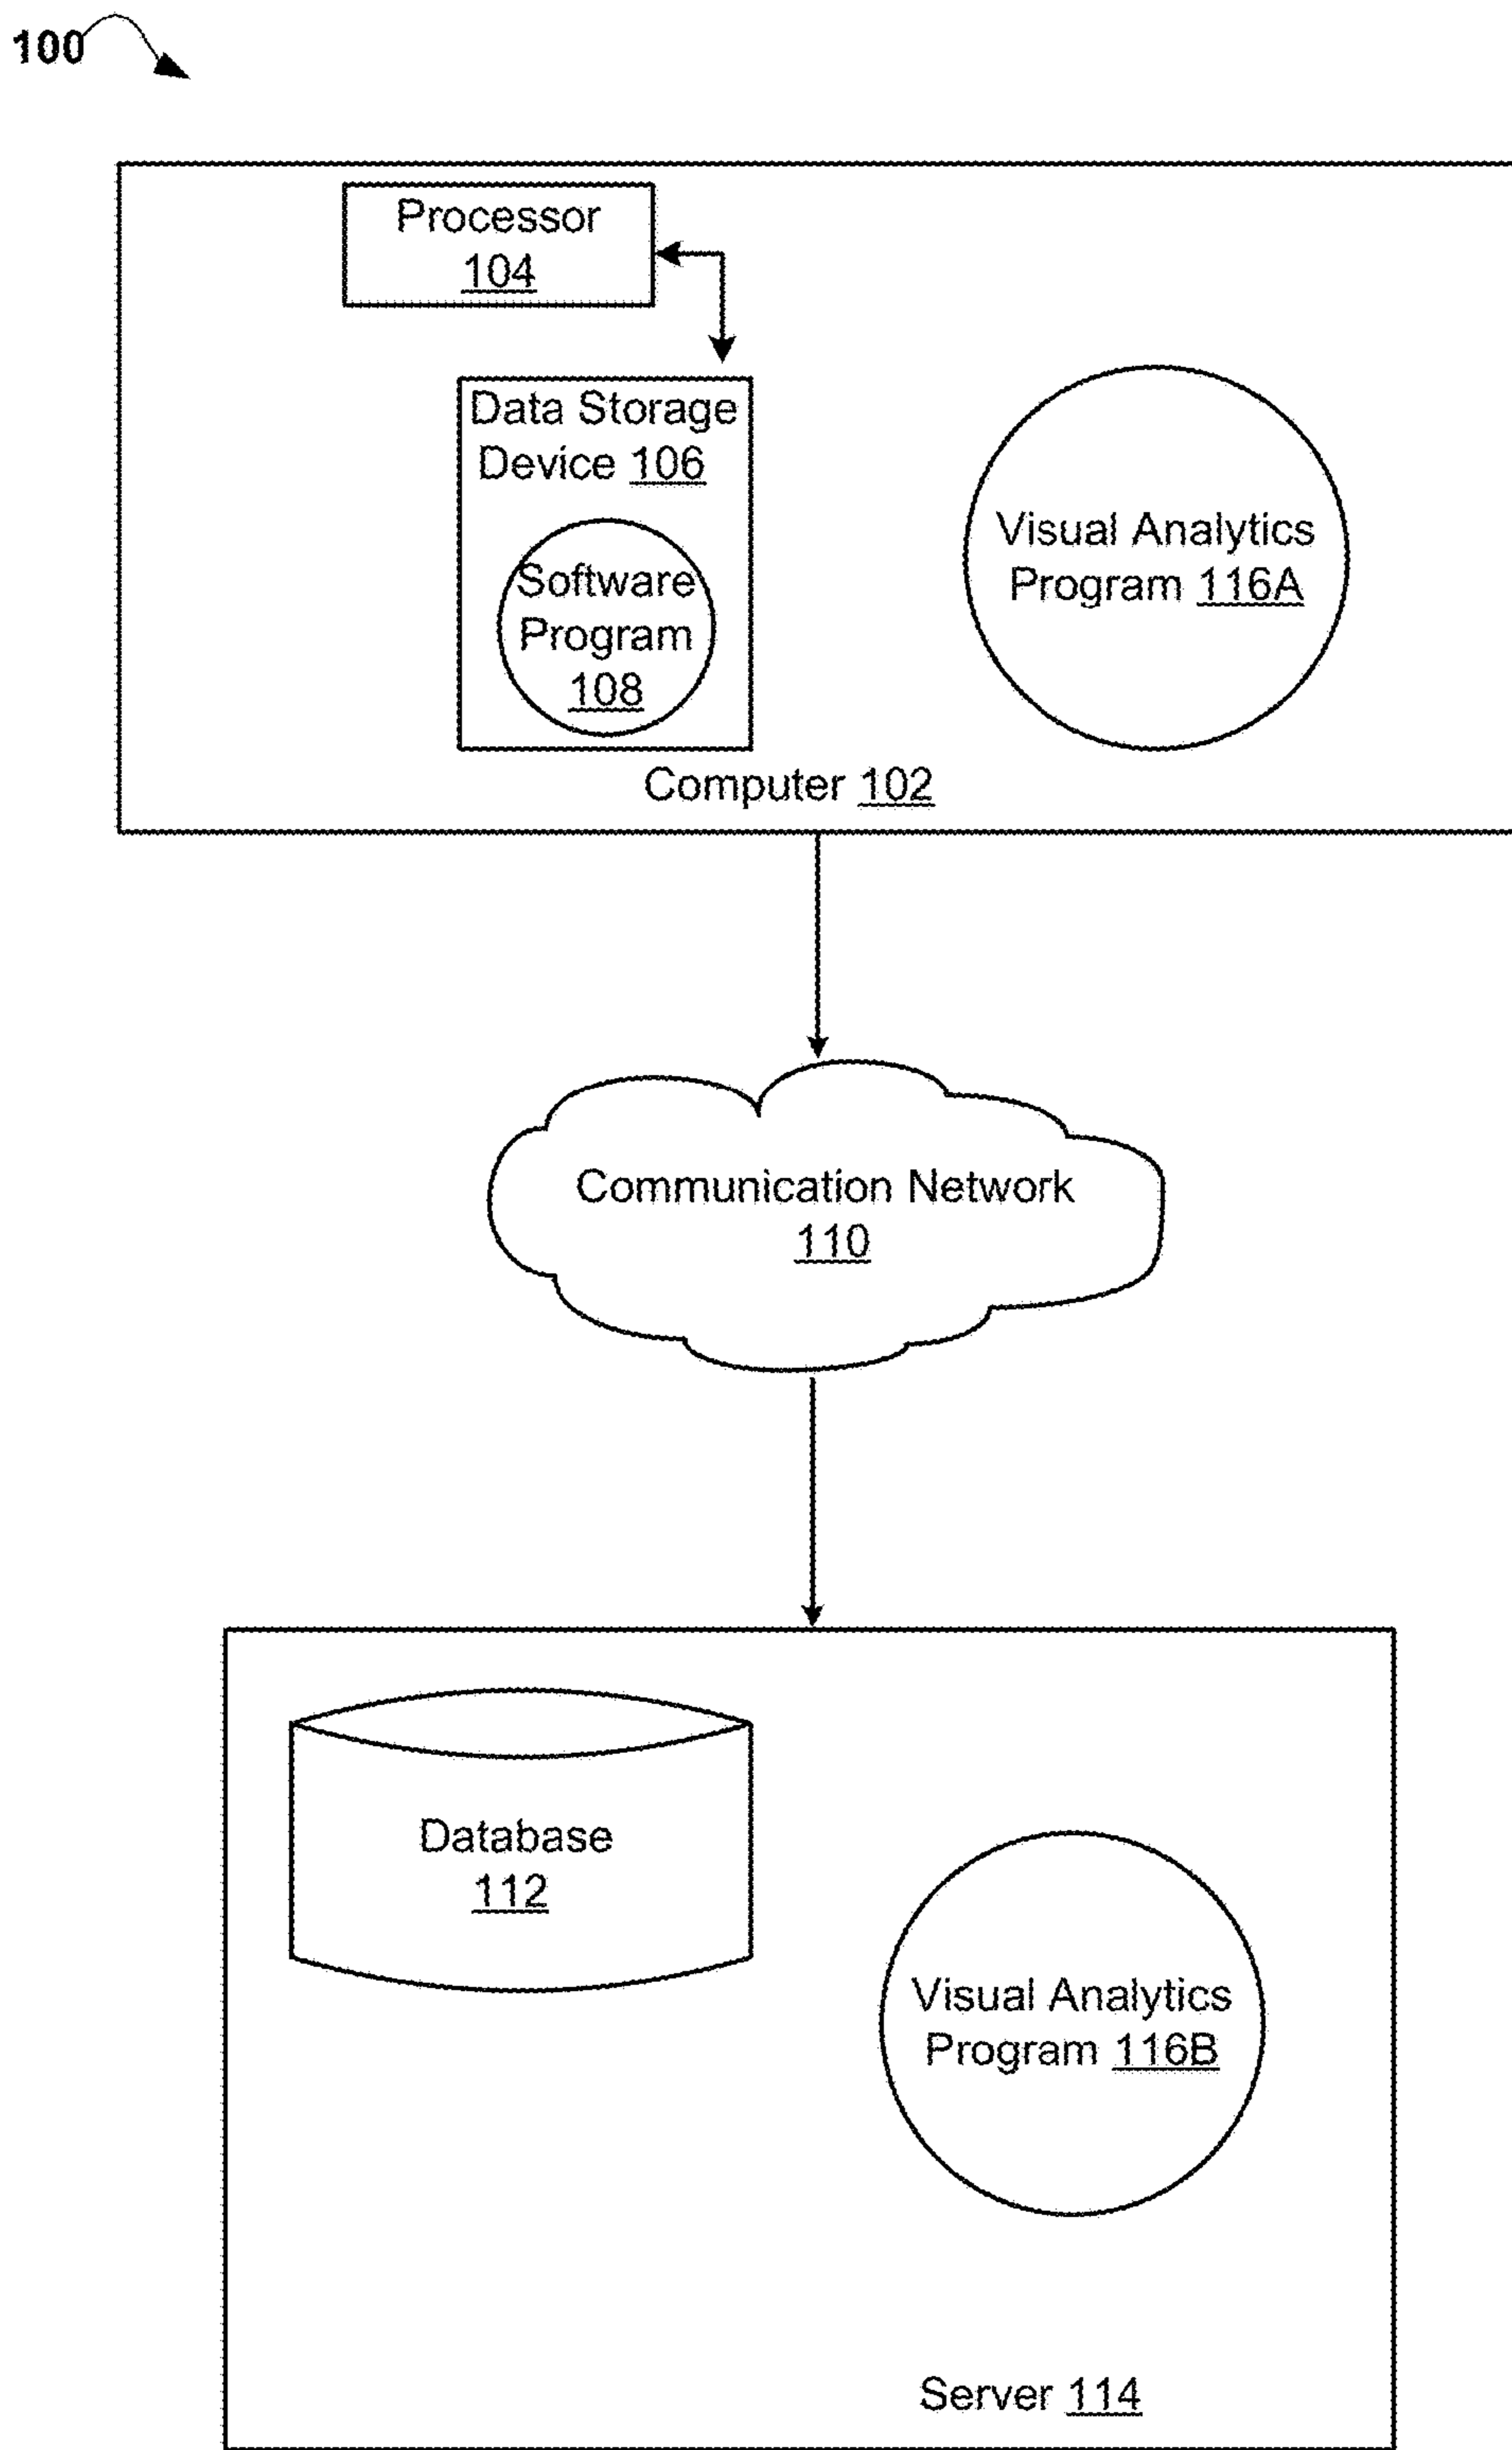 100
Processor
104
Data Storage
Device 106
Software
Program
108
Visual Analytics
Program 116A
Computer 102
Communication Network
110
Database
112
Visual Analytics
Program 116B
Server 114